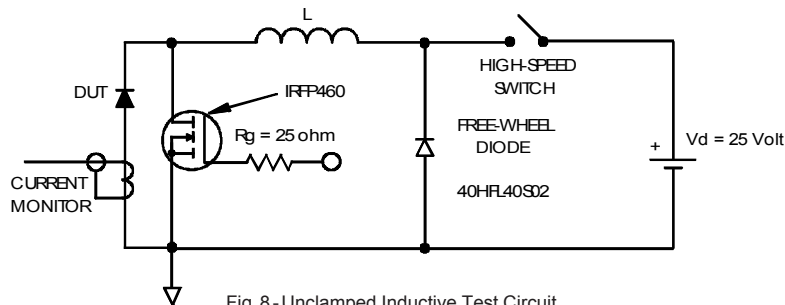 L
HIGH-SPEED
SWITCH
DUT
IRFP460
Rg = 25 ohm
FREE-WHEEL
DIODE
+
Vd = 25 Volt
CURRENT
MONITOR
40HFL40S02
Fig. 8 - Unclamped Inductive Test Circuit